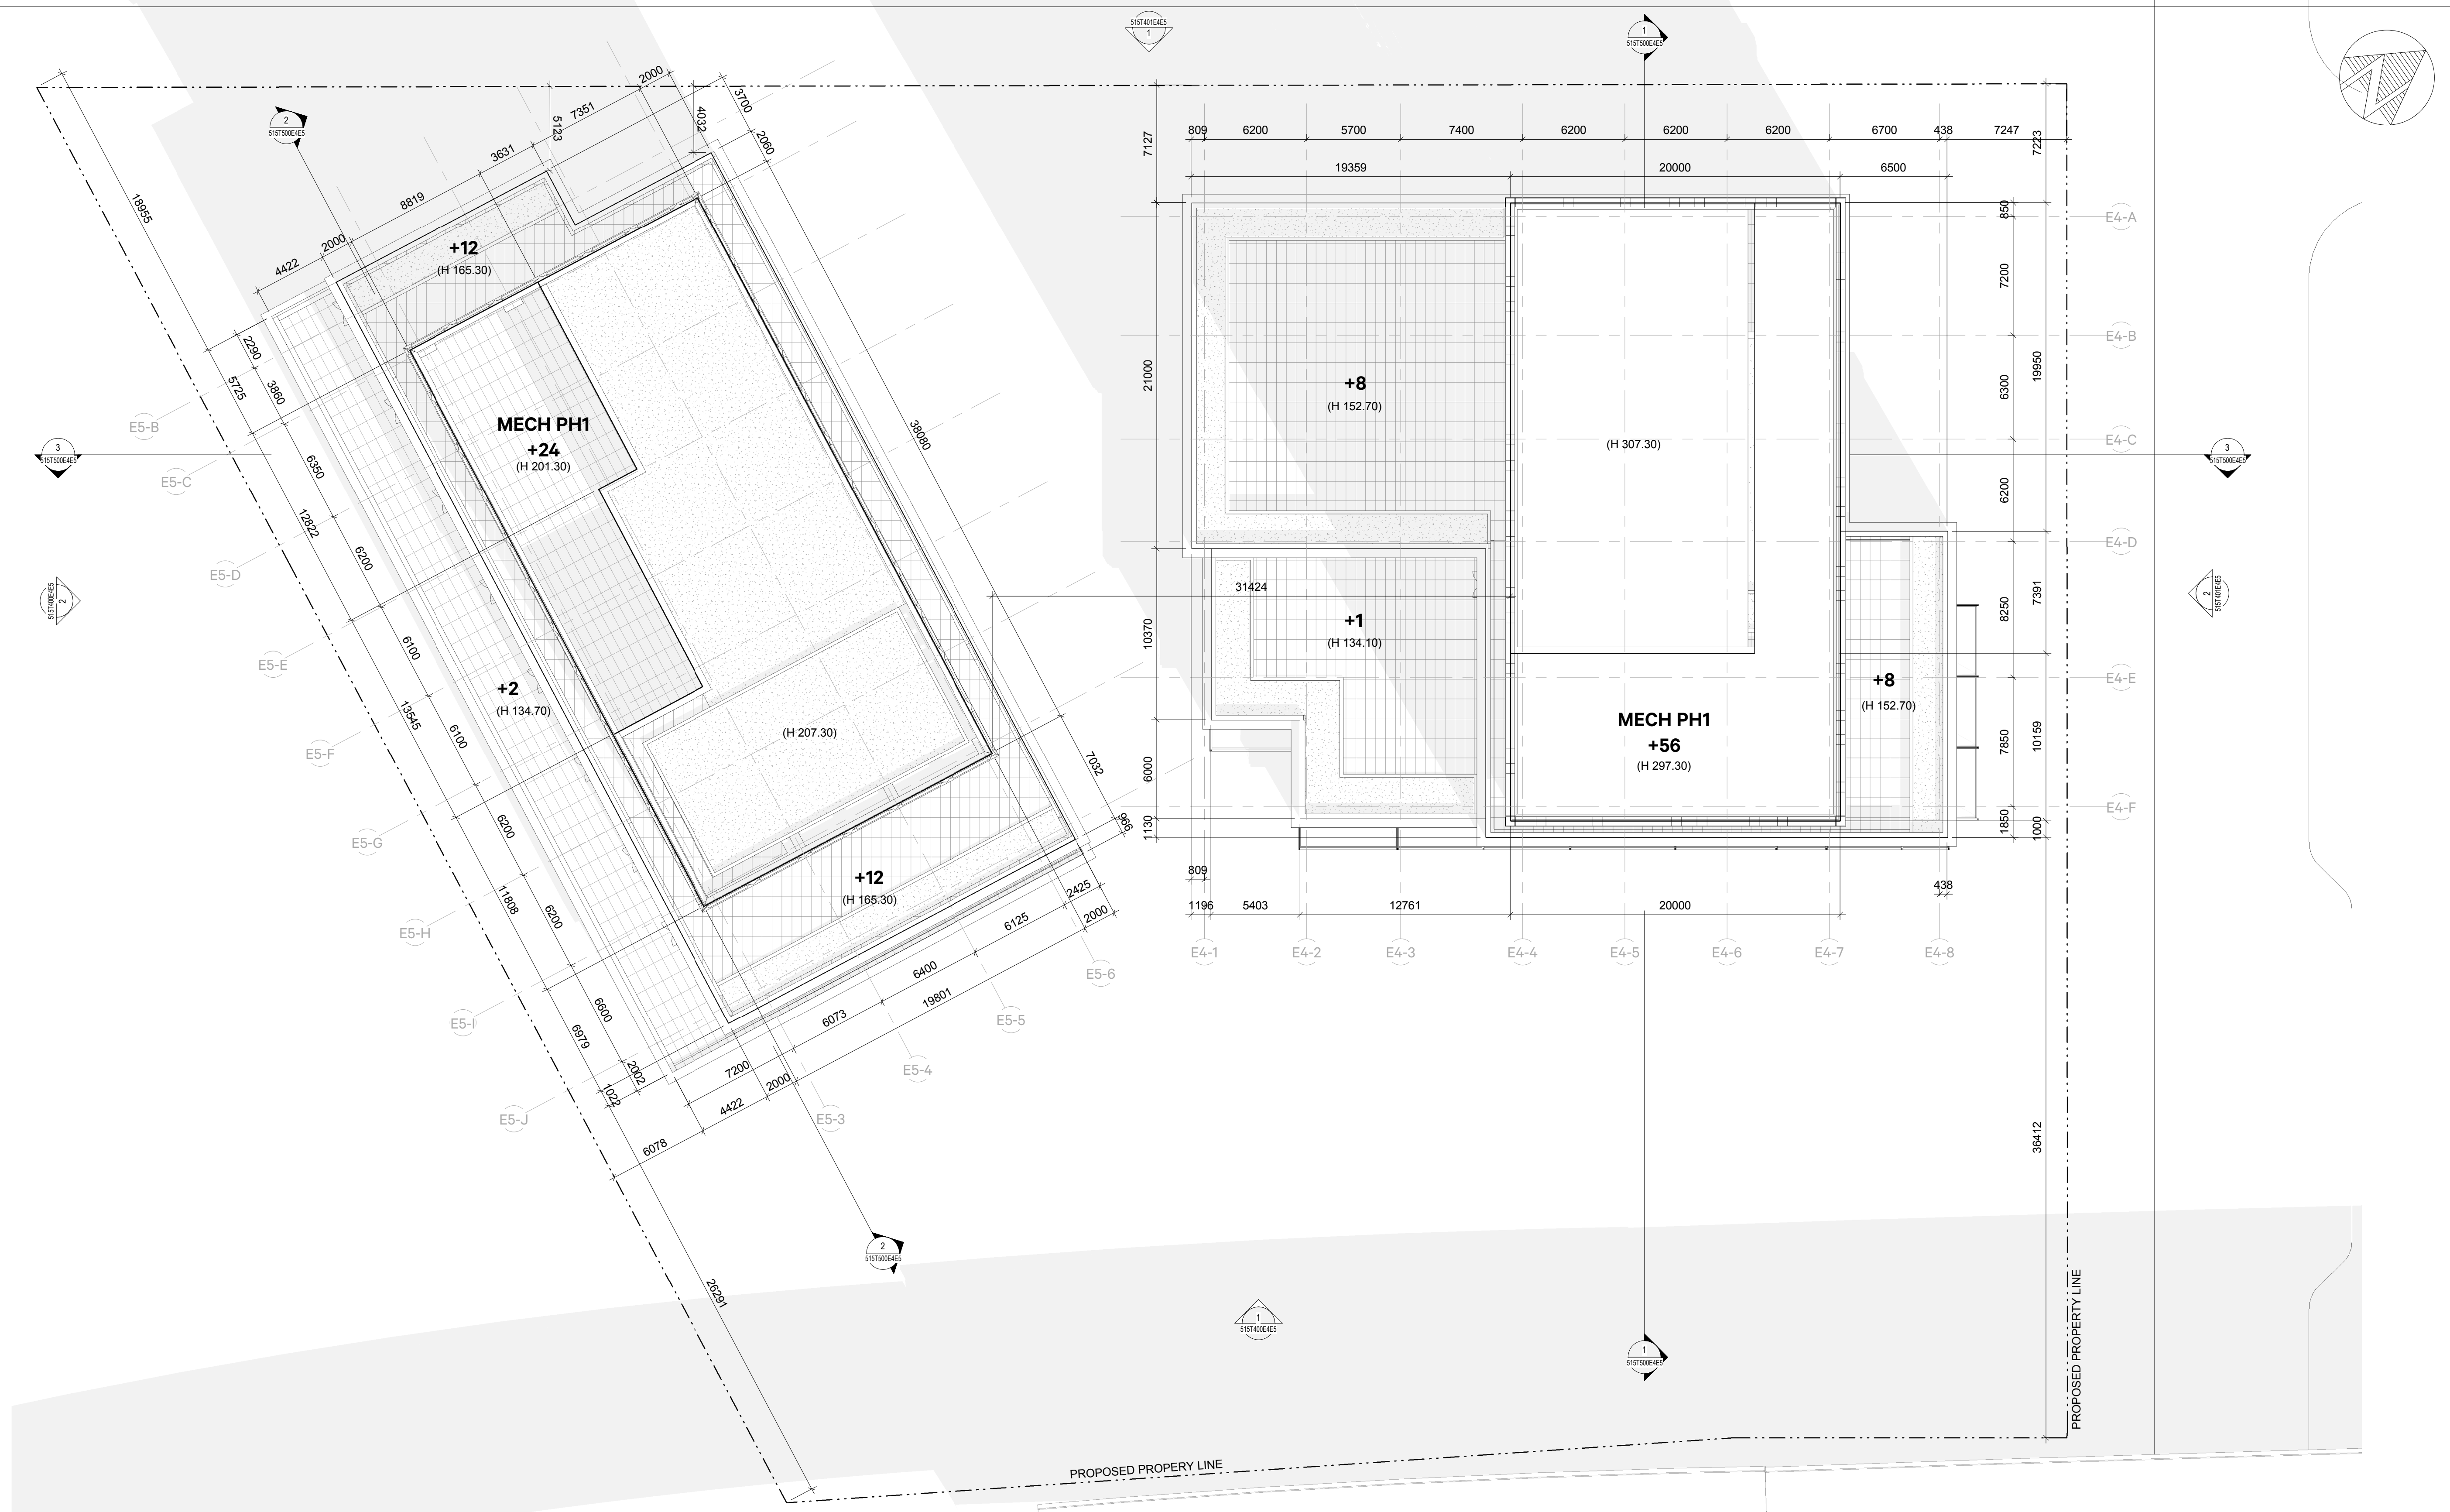 515T401E4E5
1
1
515T500E4E5
2
515T500E4E5
2000
7351
5123
4032
3700
2060
3631
8819
2000
4422
18955
+12
(H 165.30)
2290
5725
3860
6350
12822
6200
6100
13545
6100
6200
11808
6200
6600
6979
2002
1022
26291
E5-B
E5-C
E5-D
E5-E
E5-F
E5-G
E5-H
E5-I
E5-J
3
515T500E4E5
515T400E4E5
2
MECH PH1
+24
(H 201.30)
38080
+2
(H 134.70)
(H 207.30)
7032
966
+12
(H 165.30)
2425
2000
6125
6400
19801
6073
7200
2000
4422
6078
E5-6
E5-5
E5-4
E5-3
2
515T500E4E5
7127
809
6200
5700
7400
6200
6200
6200
6700
438
7247
7223
19359
20000
6500
850
E4-A
7200
E4-B
21000
6300
19950
+8
(H 152.70)
(H 307.30)
E4-C
3
515T500E4E5
6200
E4-D
31424
10370
8250
7391
2
515T401E4E5
+1
(H 134.10)
E4-E
+8
(H 152.70)
MECH PH1
+56
(H 297.30)
6000
7850
10159
E4-F
1130
1850
1000
809
438
1196
5403
12761
20000
E4-1
E4-2
E4-3
E4-4
E4-5
E4-6
E4-7
E4-8
36412
1
515T400E4E5
1
515T500E4E5
PROPOSED PROPERTY LINE
PROPOSED PROPERY LINE